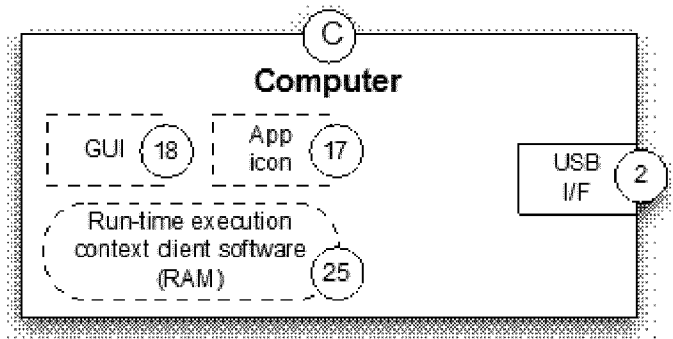 C
Computer
GUI
18
App
icon
17
USB
I/F
2
Run-time execution
context client software
(RAM)
25